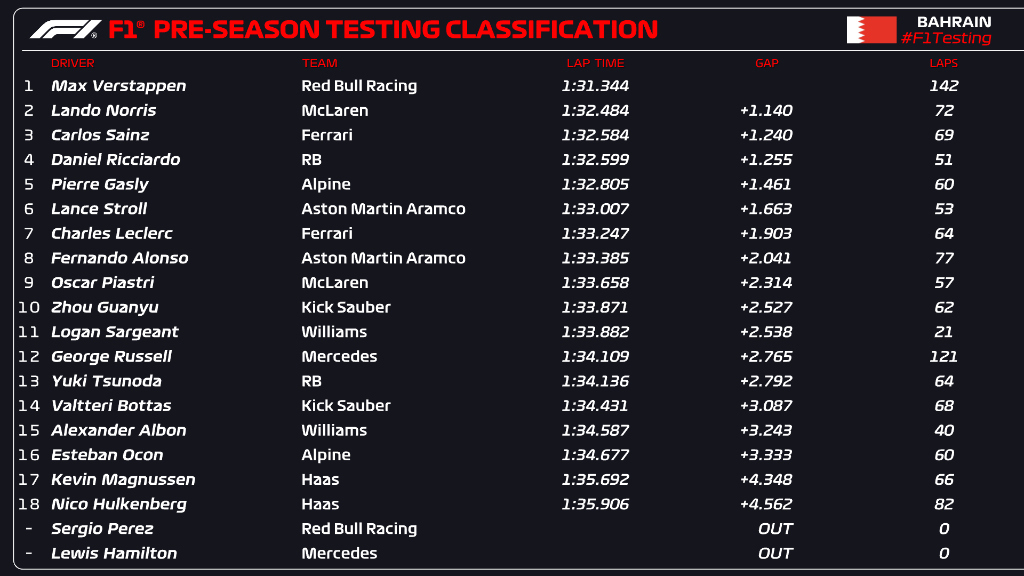 F1® PRE-SEASON TESTING CLASSIFICATION
BAHRAIN
#F1Testing
DRIVER TEAM LAP TIME GAP LAPS
1 Max Verstappen Red Bull Racing 1:31.344 142
2 Lando Norris McLaren 1:32.484 +1.140 72
3 Carlos Sainz Ferrari 1:32.584 +1.240 69
4 Daniel Ricciardo RB 1:32.599 +1.255 51
5 Pierre Gasly Alpine 1:32.805 +1.461 60
6 Lance Stroll Aston Martin Aramco 1:33.007 +1.663 53
7 Charles Leclerc Ferrari 1:33.247 +1.903 64
8 Fernando Alonso Aston Martin Aramco 1:33.385 +2.041 77
9 Oscar Piastri McLaren 1:33.658 +2.314 57
10 Zhou Guanyu Kick Sauber 1:33.871 +2.527 62
11 Logan Sargeant Williams 1:33.882 +2.538 21
12 George Russell Mercedes 1:34.109 +2.765 121
13 Yuki Tsunoda RB 1:34.136 +2.792 64
14 Valtteri Bottas Kick Sauber 1:34.431 +3.087 68
15 Alexander Albon Williams 1:34.587 +3.243 40
16 Esteban Ocon Alpine 1:34.677 +3.333 60
17 Kevin Magnussen Haas 1:35.692 +4.348 66
18 Nico Hulkenberg Haas 1:35.906 +4.562 82
- Sergio Perez Red Bull Racing OUT 0
- Lewis Hamilton Mercedes OUT 0